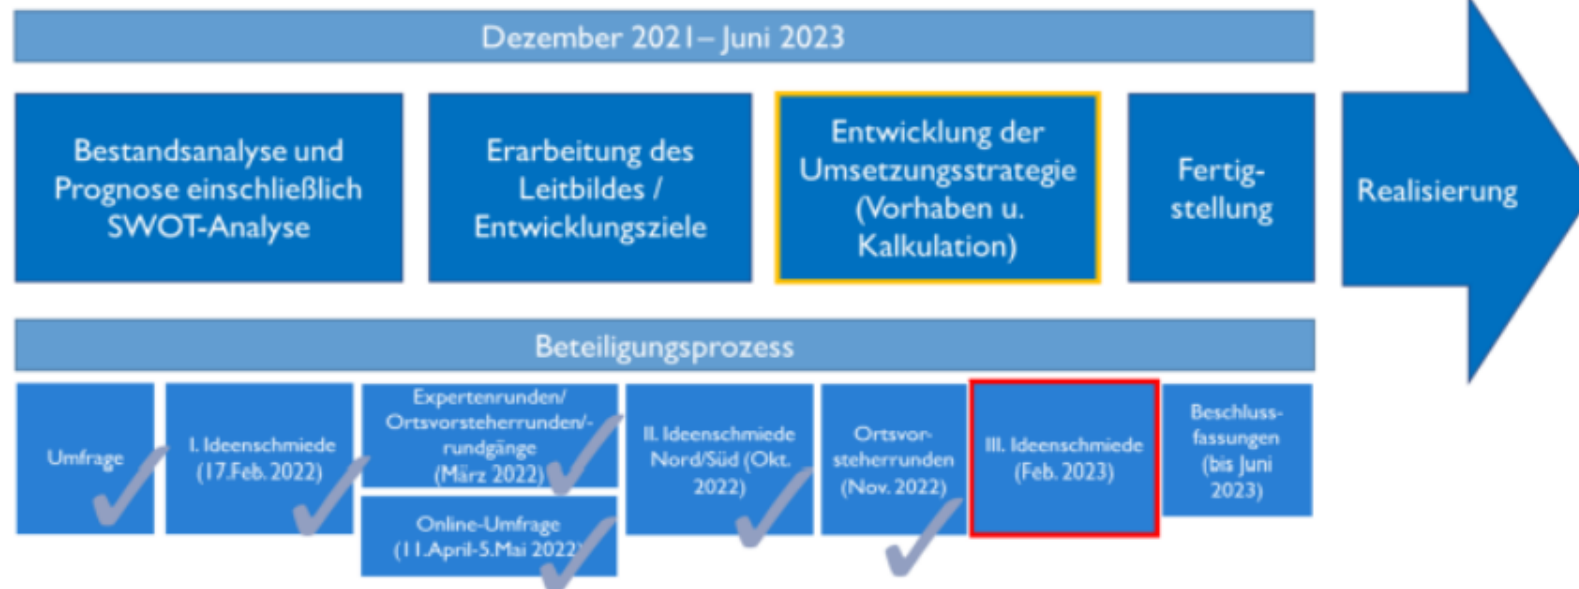 Dezember 2021– Juni 2023
Bestandsanalyse und
Prognose einschließlich
SWOT-Analyse
Erarbeitung des
Leitbildes /
Entwicklungsziele
Entwicklung der
Umsetzungsstrategie
(Vorhaben u.
Kalkulation)
Fertig-
stellung
Realisierung
Beteiligungsprozess
Umfrage
I. Ideenschmiede
(17.Feb. 2022)
Expertenrunden/
Ortsvorsteherrunden/-
rundgänge
(März 2022)
Online-Umfrage
(11.April-5.Mai 2022)
II. Ideenschmiede
Nord/Süd (Okt.
2022)
Ortsvor-
steherrunden
(Nov. 2022)
III. Ideenschmiede
(Feb. 2023)
Beschluss-
fassungen
(bis Juni
2023)